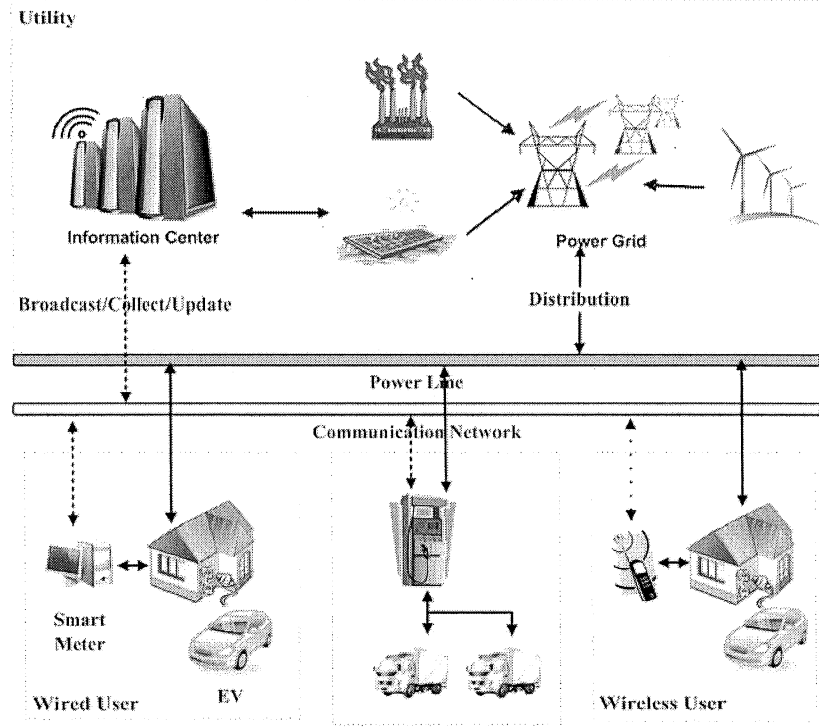 Utility
Information Center
Power Grid
Broadcast/Collect/Update
Distribution
Power Line
Communication Network
Smart
Meter
EV
Wired User
Wireless User